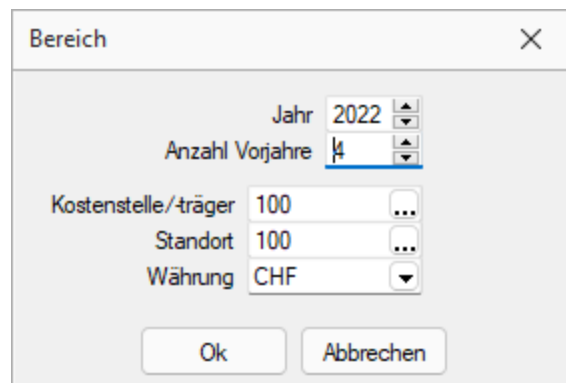 Bereich
Jahr 2022
Anzahl Vorjahre 4
Kostenstelle/-träger 100 ...
Standort 100 ...
Währung CHF
Ok Abbrechen